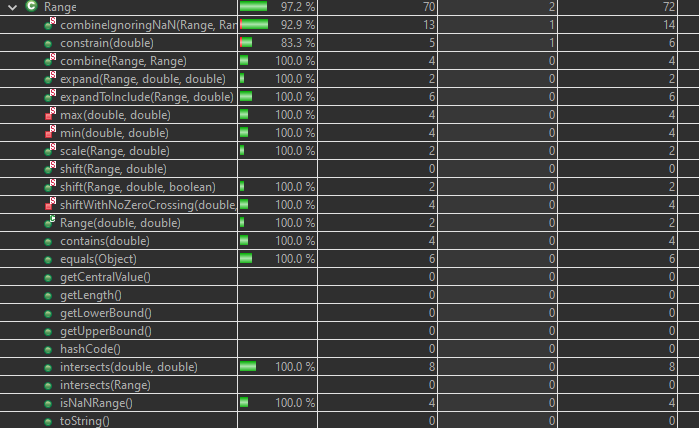 Range 97.2 % 70 2 72
combineIgnoringNaN(Range, Ran 92.9 % 13 1 14
constrain(double) 83.3 % 5 1 6
combine(Range, Range) 100.0 % 4 0 4
expand(Range, double, double) 100.0 % 2 0 2
expandToInclude(Range, double) 100.0 % 6 0 6
max(double, double) 100.0 % 4 0 4
min(double, double) 100.0 % 4 0 4
scale(Range, double) 100.0 % 2 0 2
shift(Range, double) 0 0 0
shift(Range, double, boolean) 100.0 % 2 0 2
shiftWithNoZeroCrossing(double, 100.0 % 4 0 4
Range(double, double) 100.0 % 2 0 2
contains(double) 100.0 % 4 0 4
equals(Object) 100.0 % 6 0 6
getCentralValue() 0 0 0
getLength() 0 0 0
getLowerBound() 0 0 0
getUpperBound() 0 0 0
hashCode() 0 0 0
intersects(double, double) 100.0 % 8 0 8
intersects(Range) 0 0 0
isNaNRange() 100.0 % 4 0 4
toString() 0 0 0